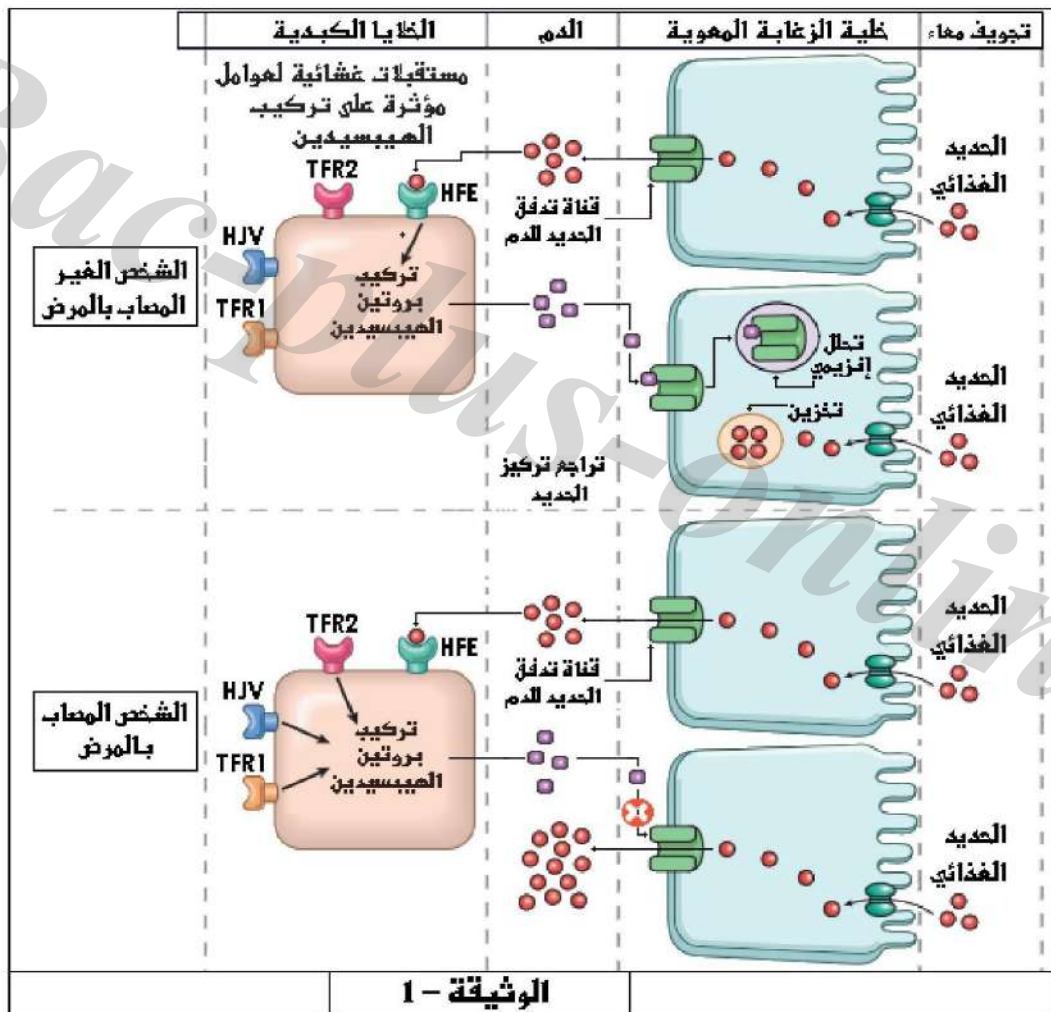 تجويف معاء
خلية الزغابة المعوية
الدم
الخلايا الكبدية
مستقبلات غشائية لعوامل
مؤثرة على تركيب
الهيبسيدين
TFR2
HFE
HJV
TFR1
تركيب
بروتين
الهيبسيدين
قناة تدفق
الحديد للدم
الحديد
الغذائي
الشخص الغير
المصاب بالمرض
تحلل
إنزيمي
تخزين
الحديد
الغذائي
تراجع تركيز
الحديد
TFR2
HFE
HJV
TFR1
تركيب
بروتين
الهيبسيدين
قناة تدفق
الحديد للدم
الحديد
الغذائي
الشخص المصاب
بالمرض
الحديد
الغذائي
الوثيقة – 1
Bac-plus-onlin